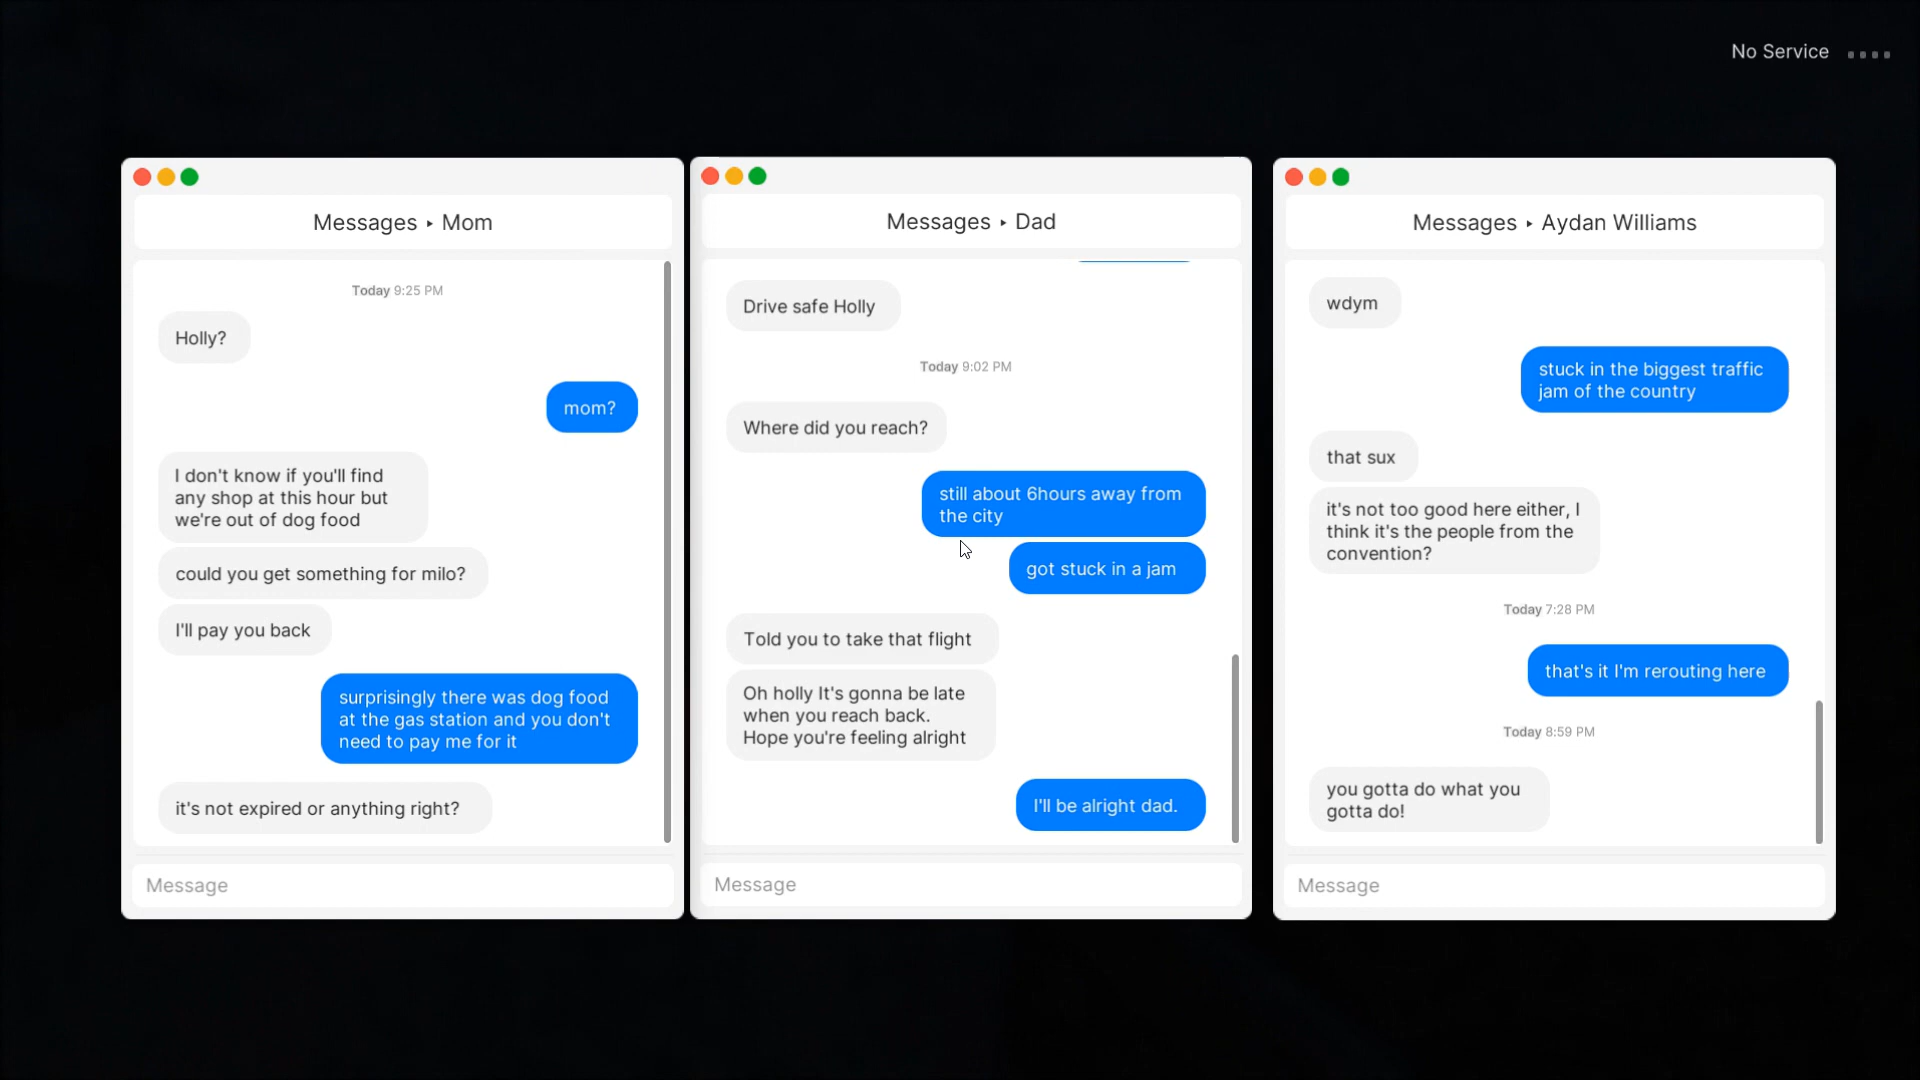 No Service
Messages ▸ Mom
Today 9:25 PM
Holly?
mom?
I don't know if you'll find
any shop at this hour but
we're out of dog food
could you get something for milo?
I'll pay you back
surprisingly there was dog food
at the gas station and you don't
need to pay me for it
it's not expired or anything right?
Message
Messages ▸ Dad
Drive safe Holly
Today 9:02 PM
Where did you reach?
still about 6hours away from
the city
got stuck in a jam
Told you to take that flight
Oh holly It's gonna be late
when you reach back.
Hope you're feeling alright
I'll be alright dad.
Message
Messages ▸ Aydan Williams
wdym
stuck in the biggest traffic
jam of the country
that sux
it's not too good here either, I
think it's the people from the
convention?
Today 7:28 PM
that's it I'm rerouting here
Today 8:59 PM
you gotta do what you
gotta do!
Message